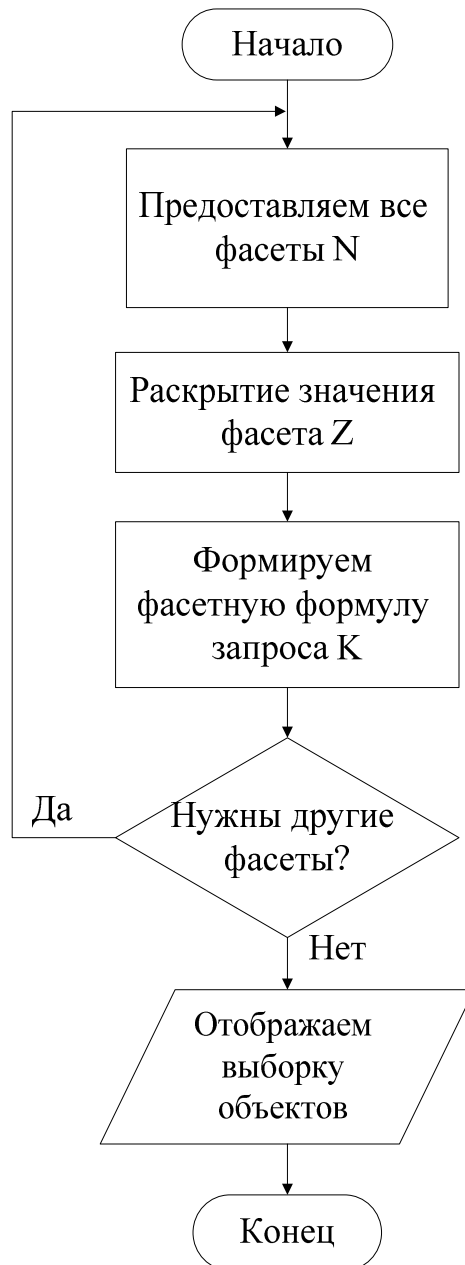 Начало
Предоставляем все
фасеты N
Раскрытие значения
фасета Z
Формируем
фасетную формулу
запроса K
Да
Нужны другие
фасеты?
Нет
Отображаем
выборку
объектов
Конец